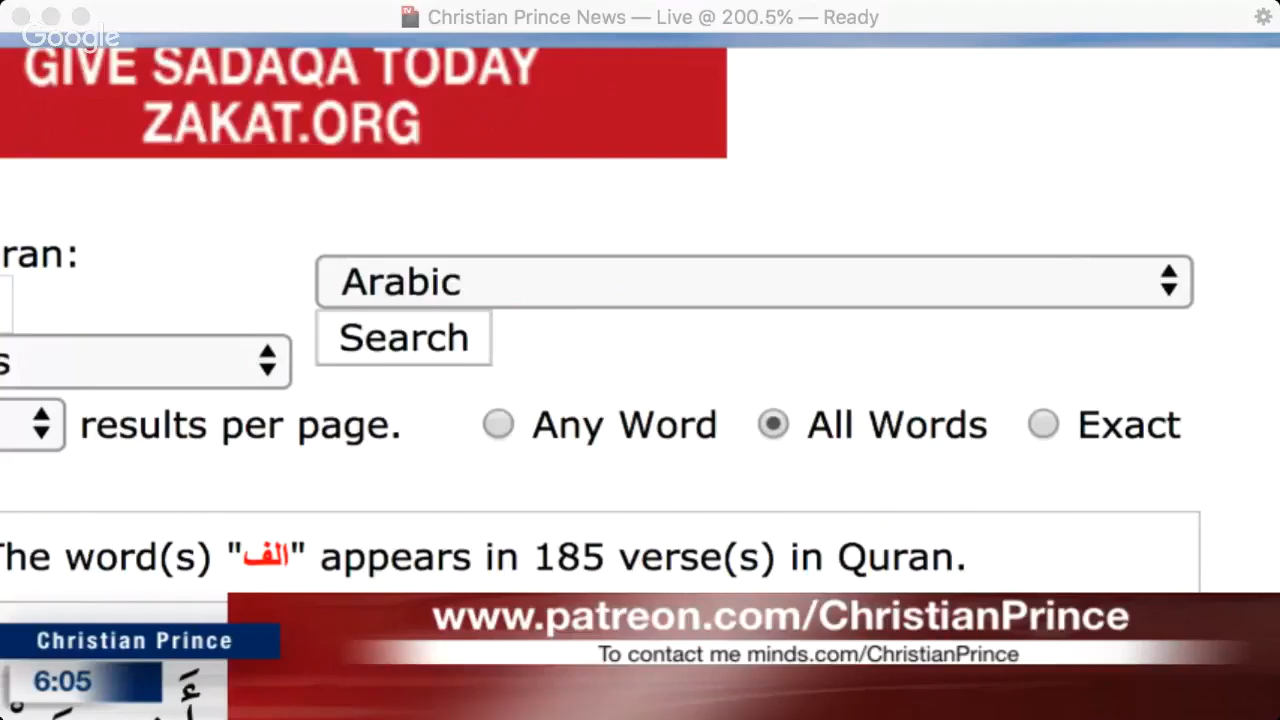 Christian Prince News — Live @ 200.5% — Ready
Google
GIVE SADAQA TODAY
ZAKAT.ORG
ran:
Arabic
Search
s
results per page.
Any Word
All Words
Exact
The word(s) "الف" appears in 185 verse(s) in Quran.
www.patreon.com/ChristianPrince
Christian Prince
To contact me minds.com/ChristianPrince
6:05